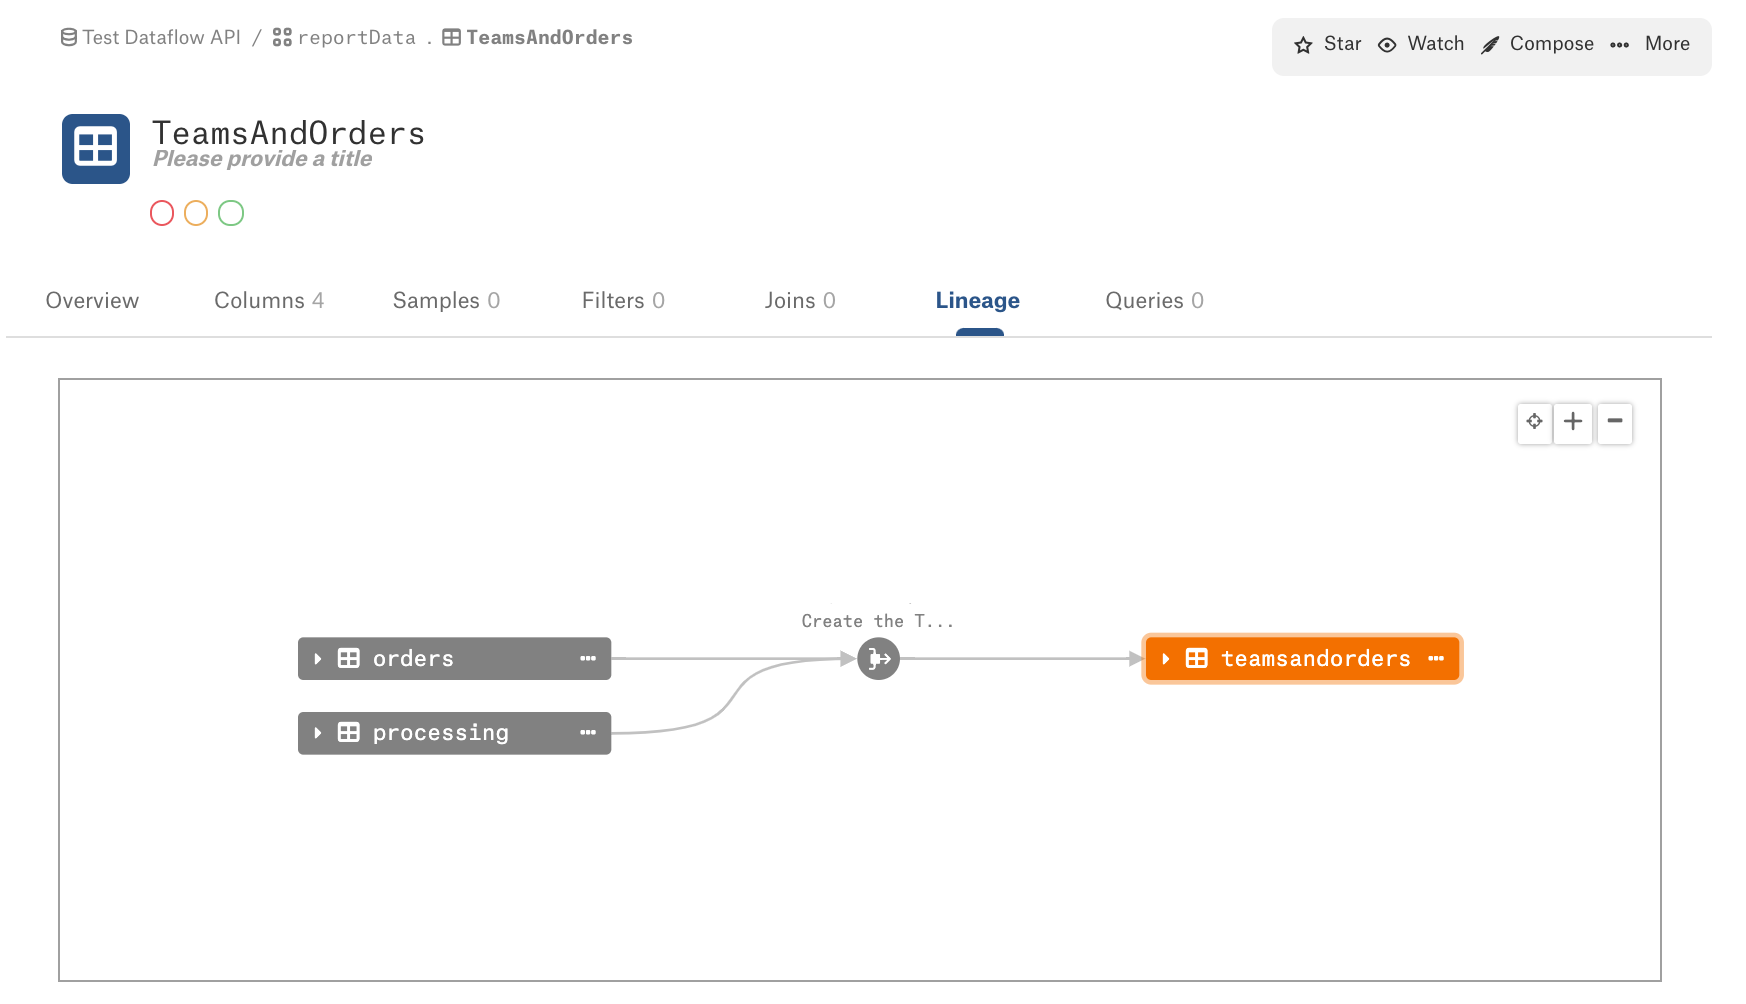 Test Dataflow API / reportData . TeamsAndOrders
Star Watch Compose More
TeamsAndOrders
Please provide a title
Overview Columns 4 Samples 0 Filters 0 Joins 0 Lineage Queries 0
Create the T...
orders
teamsandorders
processing